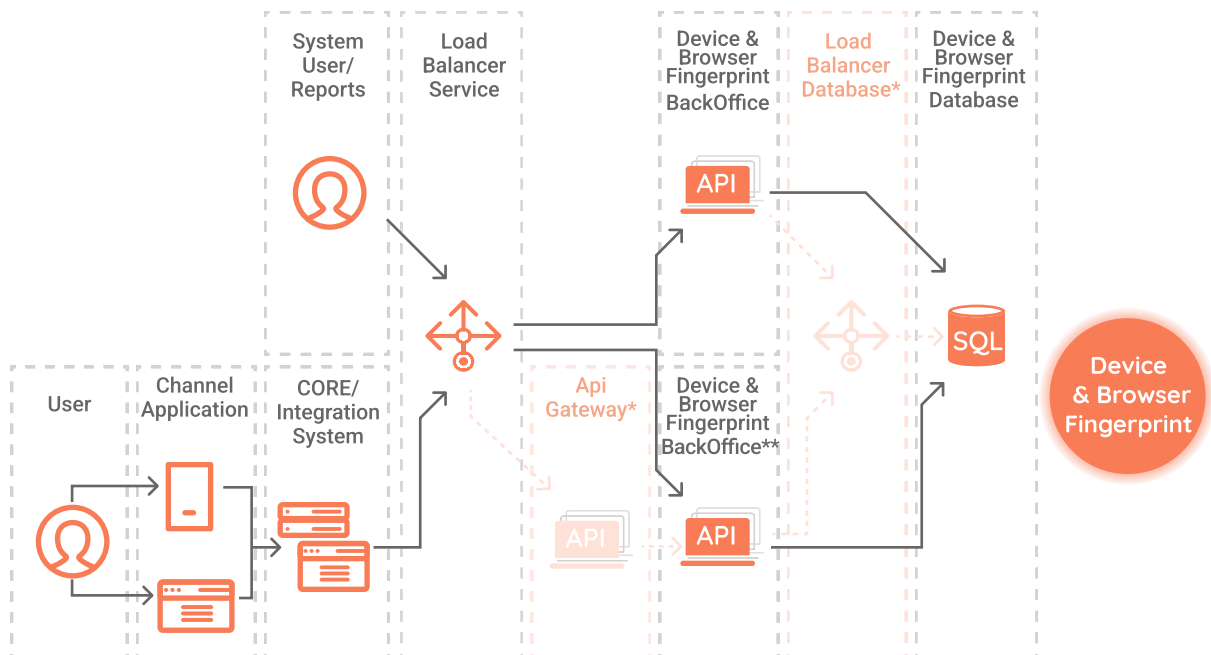 System
User/
Reports
Load
Balancer
Service
Device &
Browser
Fingerprint
BackOffice
Load
Balancer
Database*
Device &
Browser
Fingerprint
Database
API
SQL
User
Channel
Application
CORE/
Integration
System
Api
Gateway*
Device &
Browser
Fingerprint
BackOffice**
API
API
Device
& Browser
Fingerprint